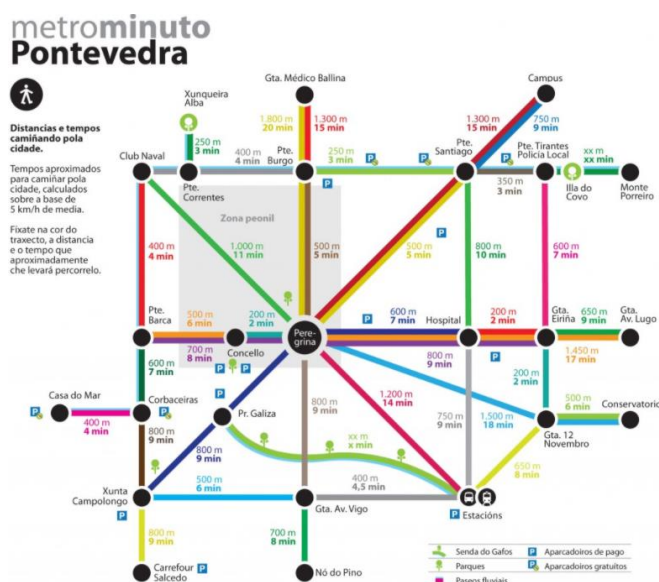 metrominuto
Pontevedra
Distancias e tempos
camiñando pola
cidade.
Tempos aproximados
para camiñar pola
cidade, calculados
sobre a base de
5 km/h de media.
Fixate na cor do
traxecto, a distancia
e o tempo que
aproximadamente
che levará percorrelo.
Gta. Médico Ballina
Campus
Xunqueira
Alba
1.800 m
20 min
1.300 m
15 min
1.300 m
15 min
750 m
9 min
250 m
3 min
400 m
4 min
Pte.
Burgo
250 m
3 min
P
P
Pte.
Santiago
P
Pte. Tirantes
Policía Local
xx m
xx min
Club Naval
Pte.
Correntes
P
350 m
3 min
Illa do
Covo
Monte
Porreiro
Zona peonil
400 m
4 min
1.000 m
11 min
500 m
5 min
500 m
5 min
P
800 m
10 min
600 m
7 min
Pte.
Barca
500 m
6 min
200 m
2 min
Pere-
grina
P
600 m
7 min
Hospital
200 m
2 min
Gta.
Eiriña
650 m
9 min
Gta.
Av. Lugo
700 m
8 min
Concello
800 m
9 min
P
1.450 m
17 min
600 m
7 min
P
P
200 m
2 min
Casa do Mar
Corbaceiras
P
800 m
9 min
1.200 m
14 min
500 m
6 min
Conservatorio
P
400 m
4 min
P
Pr. Galiza
750 m
9 min
1.500 m
18 min
Gta. 12
Novembro
800 m
9 min
xx m
x min
800 m
9 min
500 m
6 min
400 m
4,5 min
650 m
8 min
Xunta
Campolongo
P
Gta. Av. Vigo
P
Estacións
800 m
9 min
700 m
8 min
Carrefour
Salcedo
P
Nó do Pino
Senda do Gafos
P
Aparcadoiros de pago
Parques
P
Aparcadoiros gratuítos
Paseos fluviais